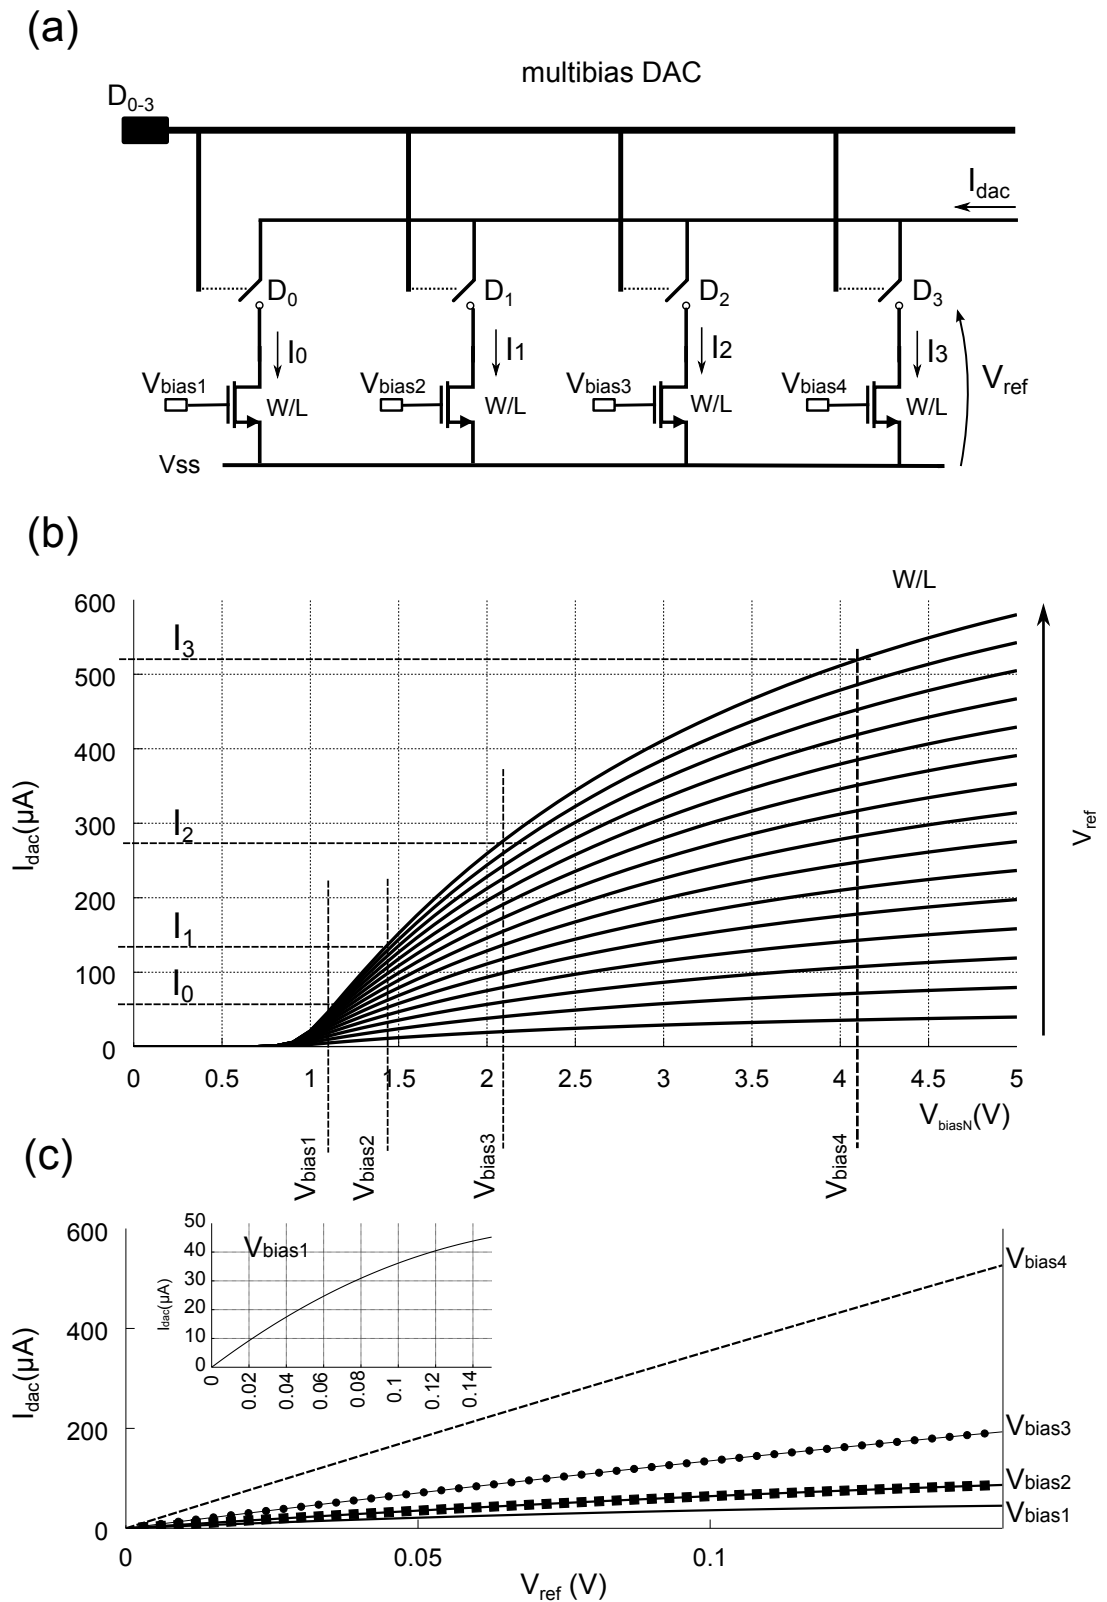 (a)
multibias DAC
D0-3
Idac
D0
D1
D2
D3
I0
I1
I2
I3
Vbias1
Vbias2
Vbias3
Vbias4
Vref
W/L
W/L
W/L
W/L
Vss
(b)
W/L
600
I3
500
400
Idac(µA)
300
I2
Vref
200
I1
100
I0
0
0
0.5
1
1.5
2
2.5
3
3.5
4
4.5
5
VbiasN(V)
Vbias1
Vbias2
Vbias3
Vbias4
(c)
600
400
200
0
Idac(µA)
50
40
30
20
10
0
Vbias1
Idac(µA)
0
0.02
0.04
0.06
0.08
0.1
0.12
0.14
Vbias4
Vbias3
Vbias2
Vbias1
0
0.05
0.1
Vref (V)